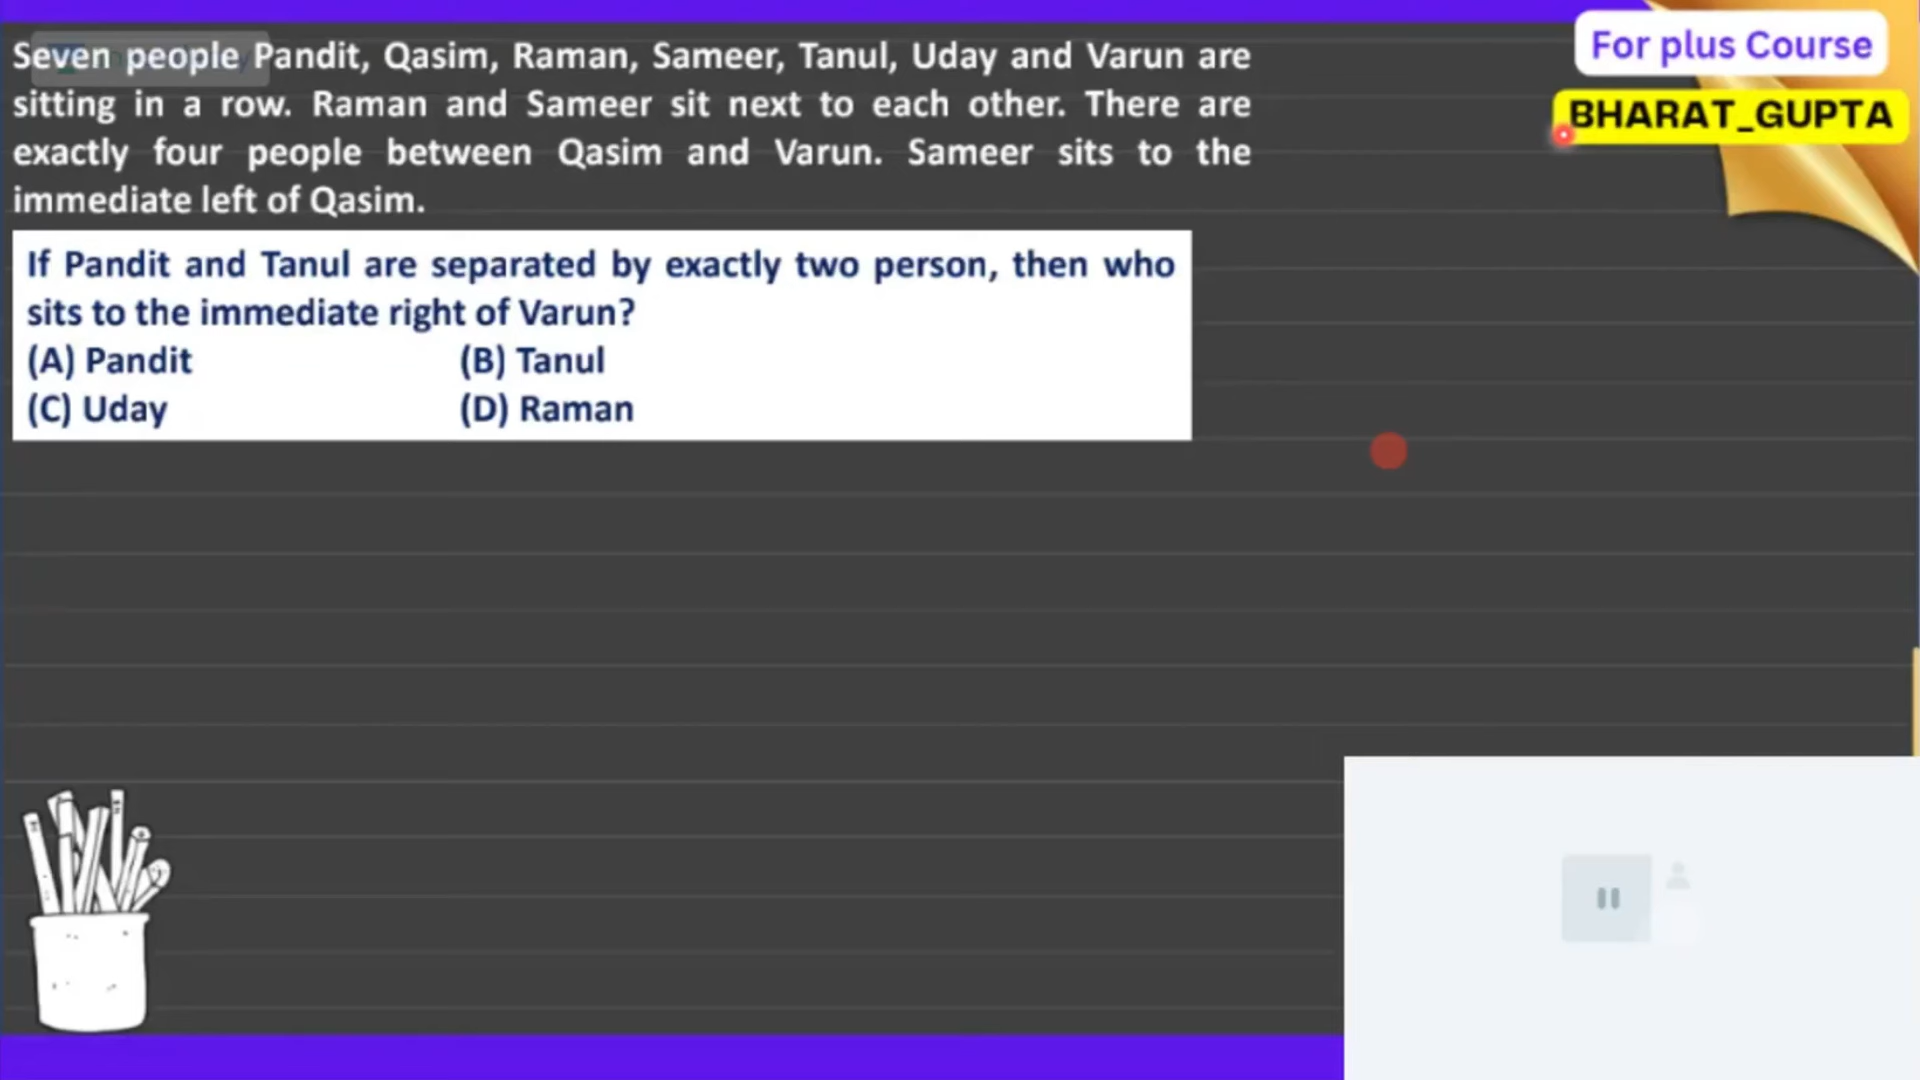 Seven people Pandit, Qasim, Raman, Sameer, Tanul, Uday and Varun are
sitting in a row. Raman and Sameer sit next to each other. There are
exactly four people between Qasim and Varun. Sameer sits to the
immediate left of Qasim.
For plus Course
BHARAT_GUPTA
If Pandit and Tanul are separated by exactly two person, then who
sits to the immediate right of Varun?
(A) Pandit (B) Tanul
(C) Uday (D) Raman